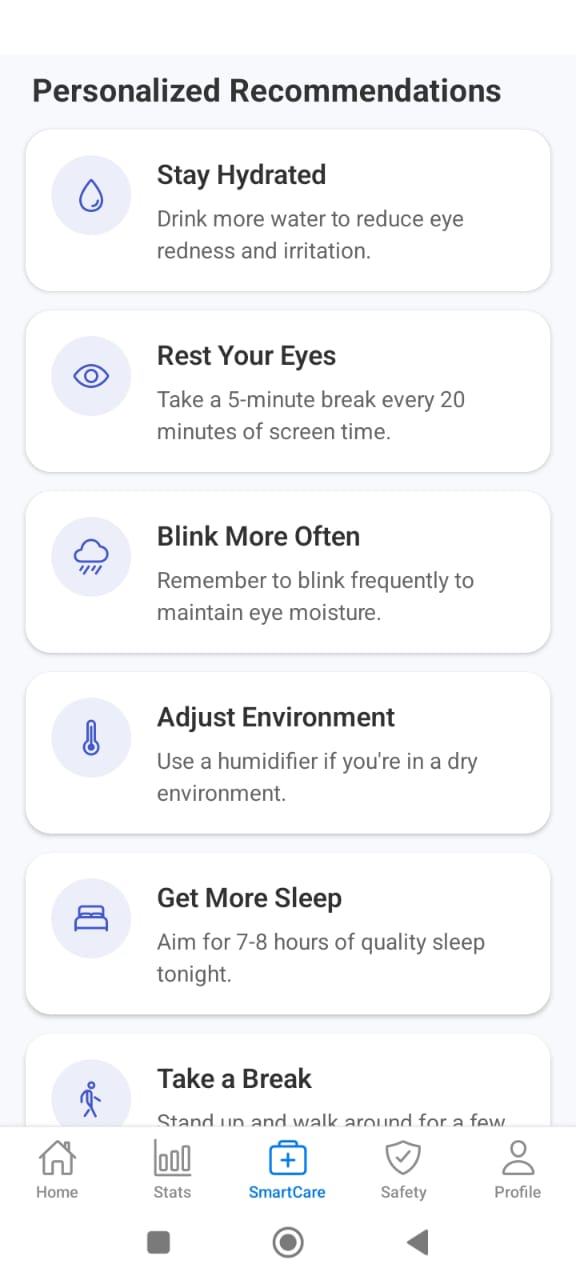 Personalized Recommendations
Stay Hydrated
Drink more water to reduce eye
redness and irritation.
Rest Your Eyes
Take a 5-minute break every 20
minutes of screen time.
Blink More Often
Remember to blink frequently to
maintain eye moisture.
Adjust Environment
Use a humidifier if you're in a dry
environment.
Get More Sleep
Aim for 7-8 hours of quality sleep
tonight.
Take a Break
Stand up and walk around for a few
Home
Stats
SmartCare
Safety
Profile